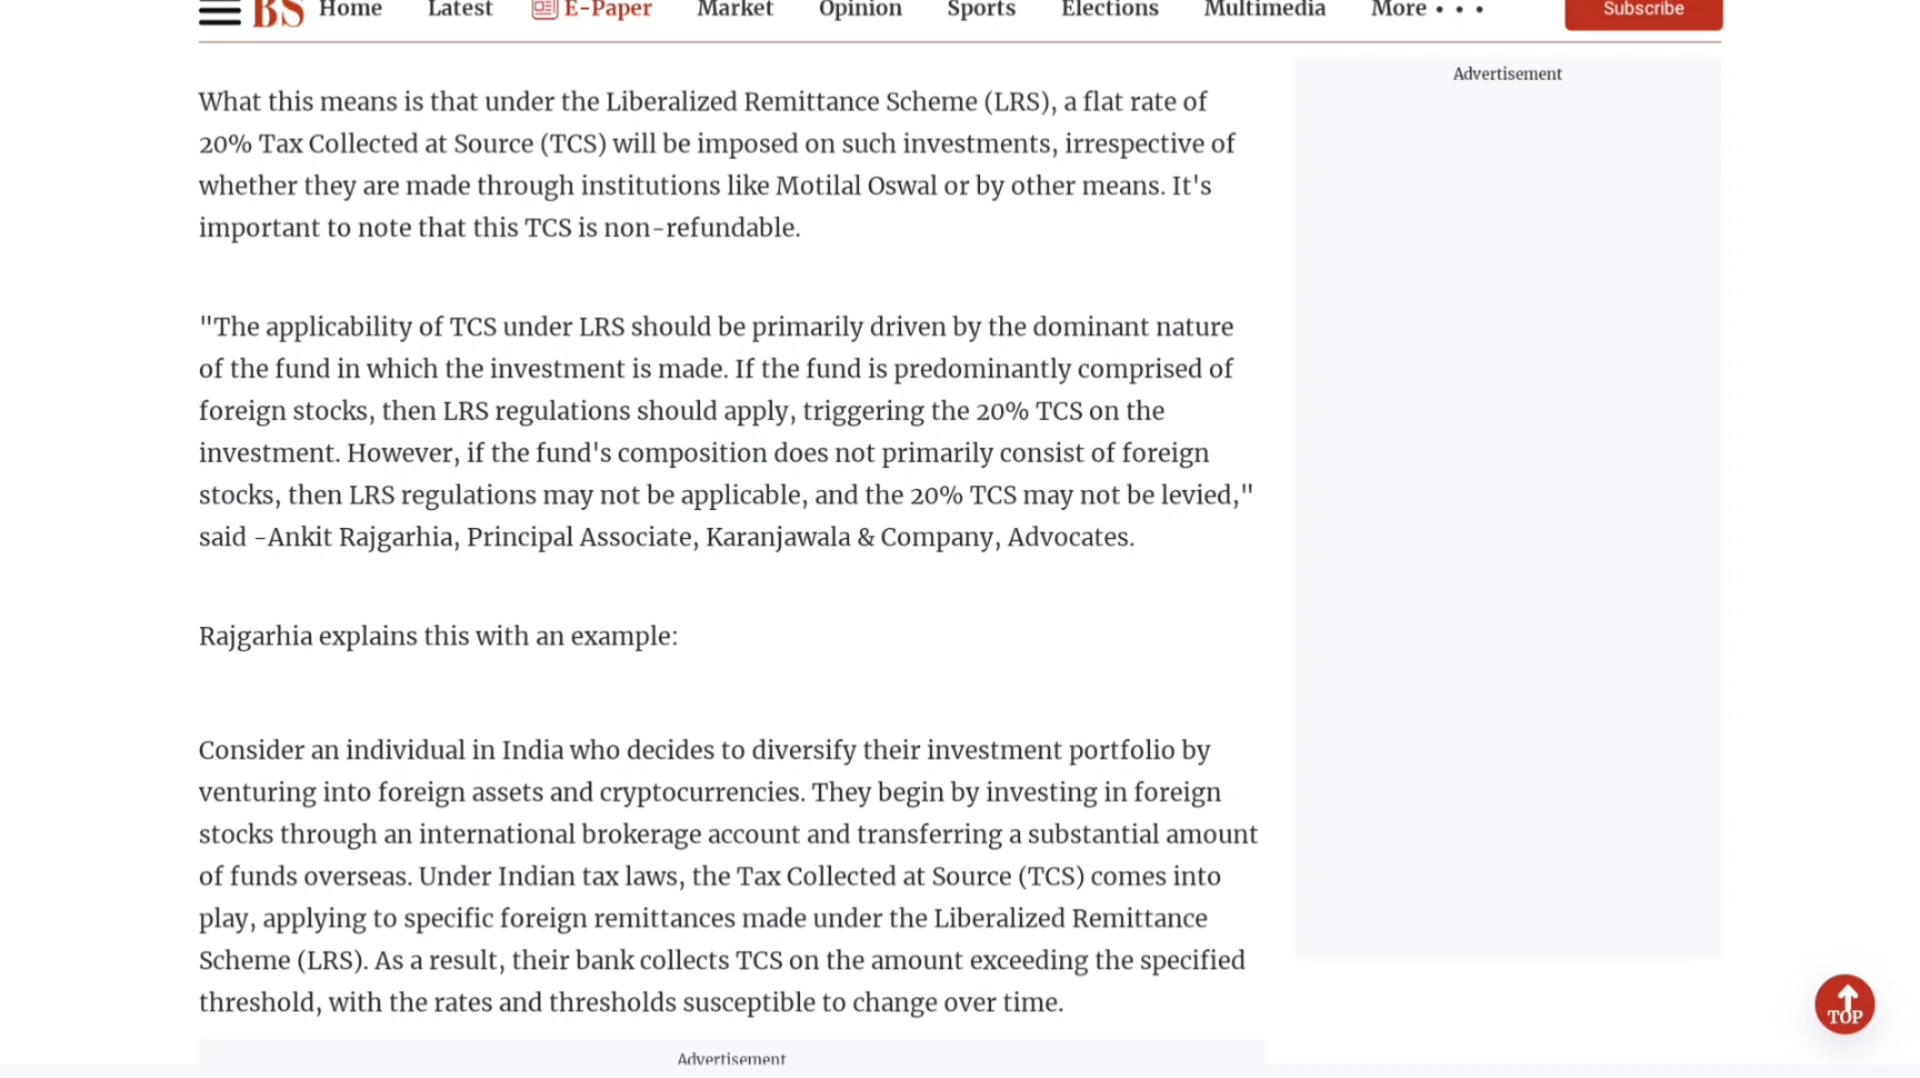 BS Home Latest E-Paper Market Opinion Sports Elections Multimedia More • • • Subscribe
Advertisement
What this means is that under the Liberalized Remittance Scheme (LRS), a flat rate of
20% Tax Collected at Source (TCS) will be imposed on such investments, irrespective of
whether they are made through institutions like Motilal Oswal or by other means. It's
important to note that this TCS is non-refundable.
"The applicability of TCS under LRS should be primarily driven by the dominant nature
of the fund in which the investment is made. If the fund is predominantly comprised of
foreign stocks, then LRS regulations should apply, triggering the 20% TCS on the
investment. However, if the fund's composition does not primarily consist of foreign
stocks, then LRS regulations may not be applicable, and the 20% TCS may not be levied,"
said -Ankit Rajgarhia, Principal Associate, Karanjawala & Company, Advocates.
Rajgarhia explains this with an example:
Consider an individual in India who decides to diversify their investment portfolio by
venturing into foreign assets and cryptocurrencies. They begin by investing in foreign
stocks through an international brokerage account and transferring a substantial amount
of funds overseas. Under Indian tax laws, the Tax Collected at Source (TCS) comes into
play, applying to specific foreign remittances made under the Liberalized Remittance
Scheme (LRS). As a result, their bank collects TCS on the amount exceeding the specified
threshold, with the rates and thresholds susceptible to change over time.
TOP
Advertisement